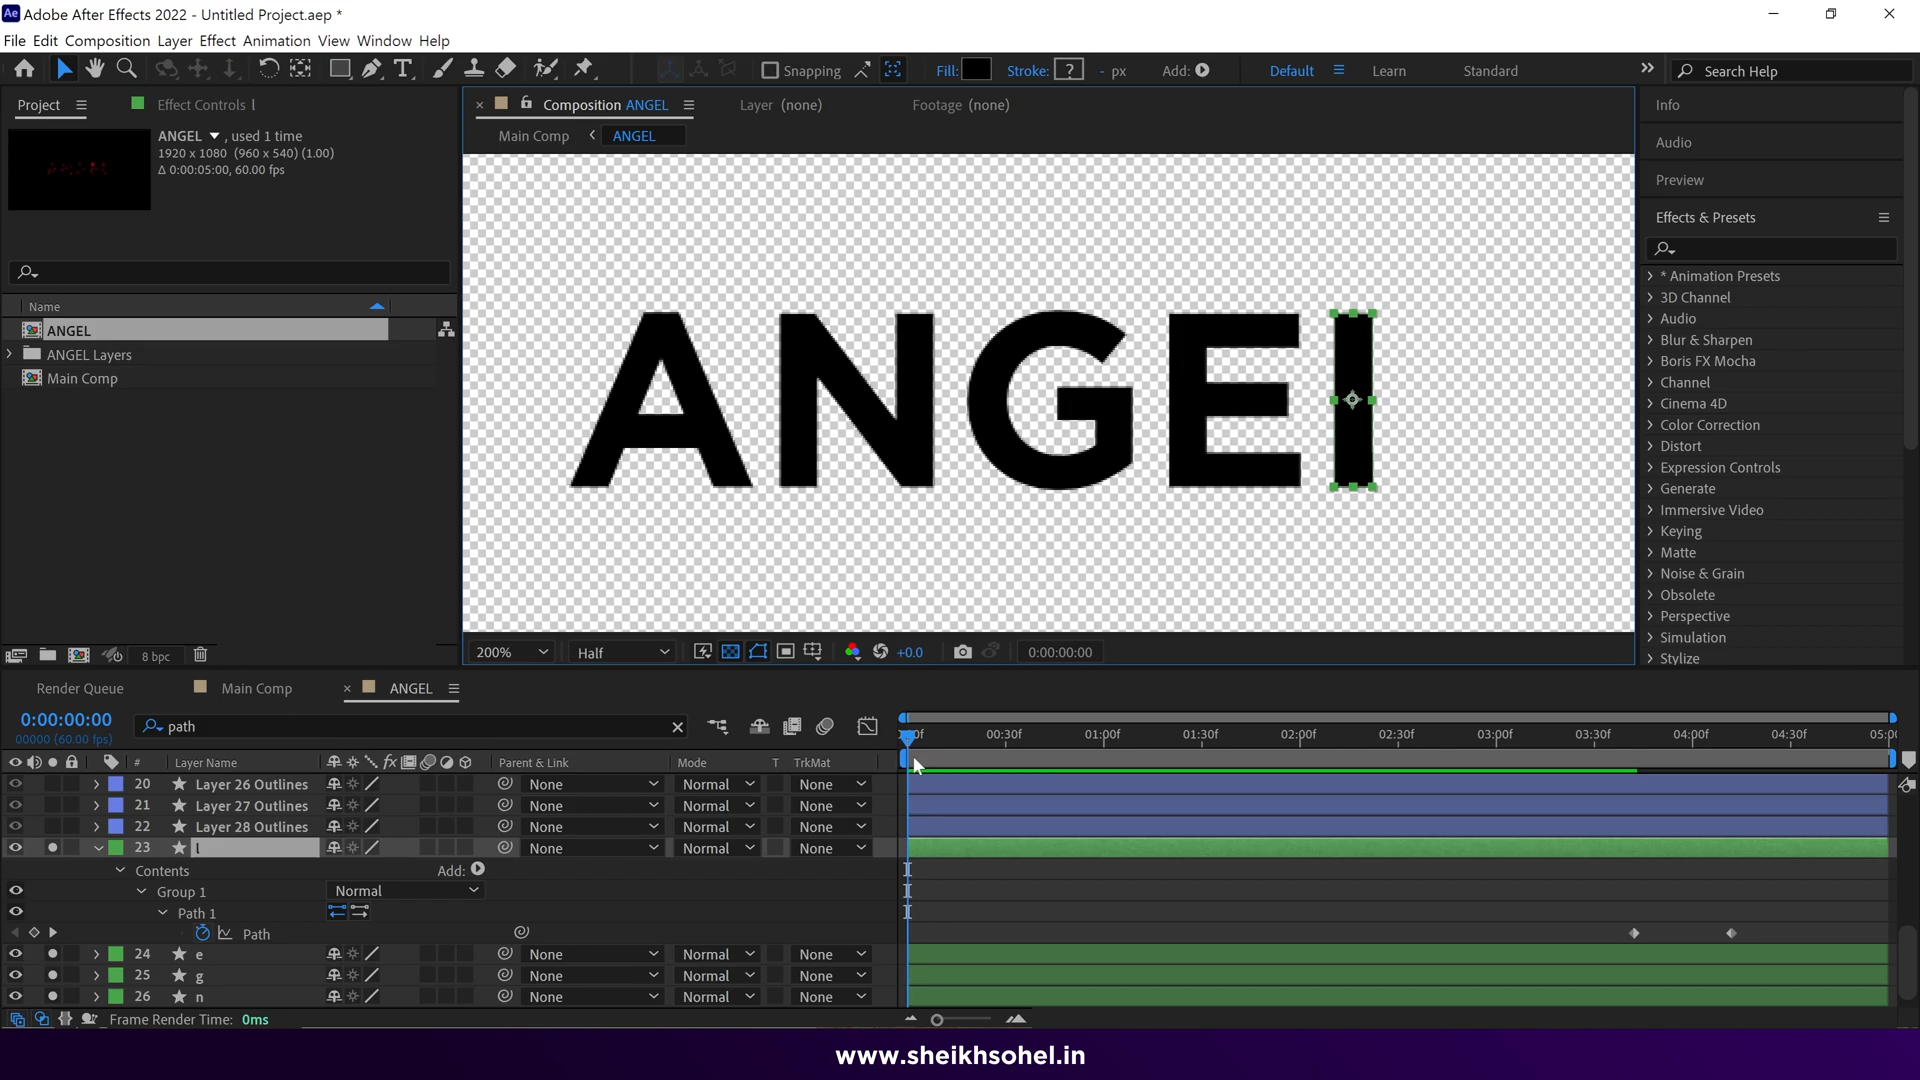 Ae Adobe After Effects 2022 - Untitled Project.aep *
File Edit Composition Layer Effect Animation View Window Help
Snapping Fill: Stroke: ? - px Add: Default Learn Standard Search Help
Project Effect Controls l
ANGEL , used 1 time
1920 x 1080 (960 x 540) (1.00)
Δ 0:00:05:00, 60.00 fps
Name
ANGEL
ANGEL Layers
Main Comp
8 bpc
Composition ANGEL Layer (none) Footage (none)
Main Comp ANGEL
ANGEl
200% Half +0.0 0:00:00:00
Info
Audio
Preview
Effects & Presets
* Animation Presets
3D Channel
Audio
Blur & Sharpen
Boris FX Mocha
Channel
Cinema 4D
Color Correction
Distort
Expression Controls
Generate
Immersive Video
Keying
Matte
Noise & Grain
Obsolete
Perspective
Simulation
Stylize
Render Queue Main Comp ANGEL
0:00:00:00 path
00000 (60.00 fps)
00:30f 01:00f 01:30f 02:00f 02:30f 03:00f 03:30f 04:00f 04:30f
# Layer Name fx Parent & Link Mode T TrkMat
20 Layer 26 Outlines None Normal None
21 Layer 27 Outlines None Normal None
22 Layer 28 Outlines None Normal None
23 l None Normal None
Contents Add:
Group 1 Normal
Path 1
Path
24 e None Normal None
25 g None Normal None
26 n None Normal None
Frame Render Time: 0ms
www.sheikhsohel.in